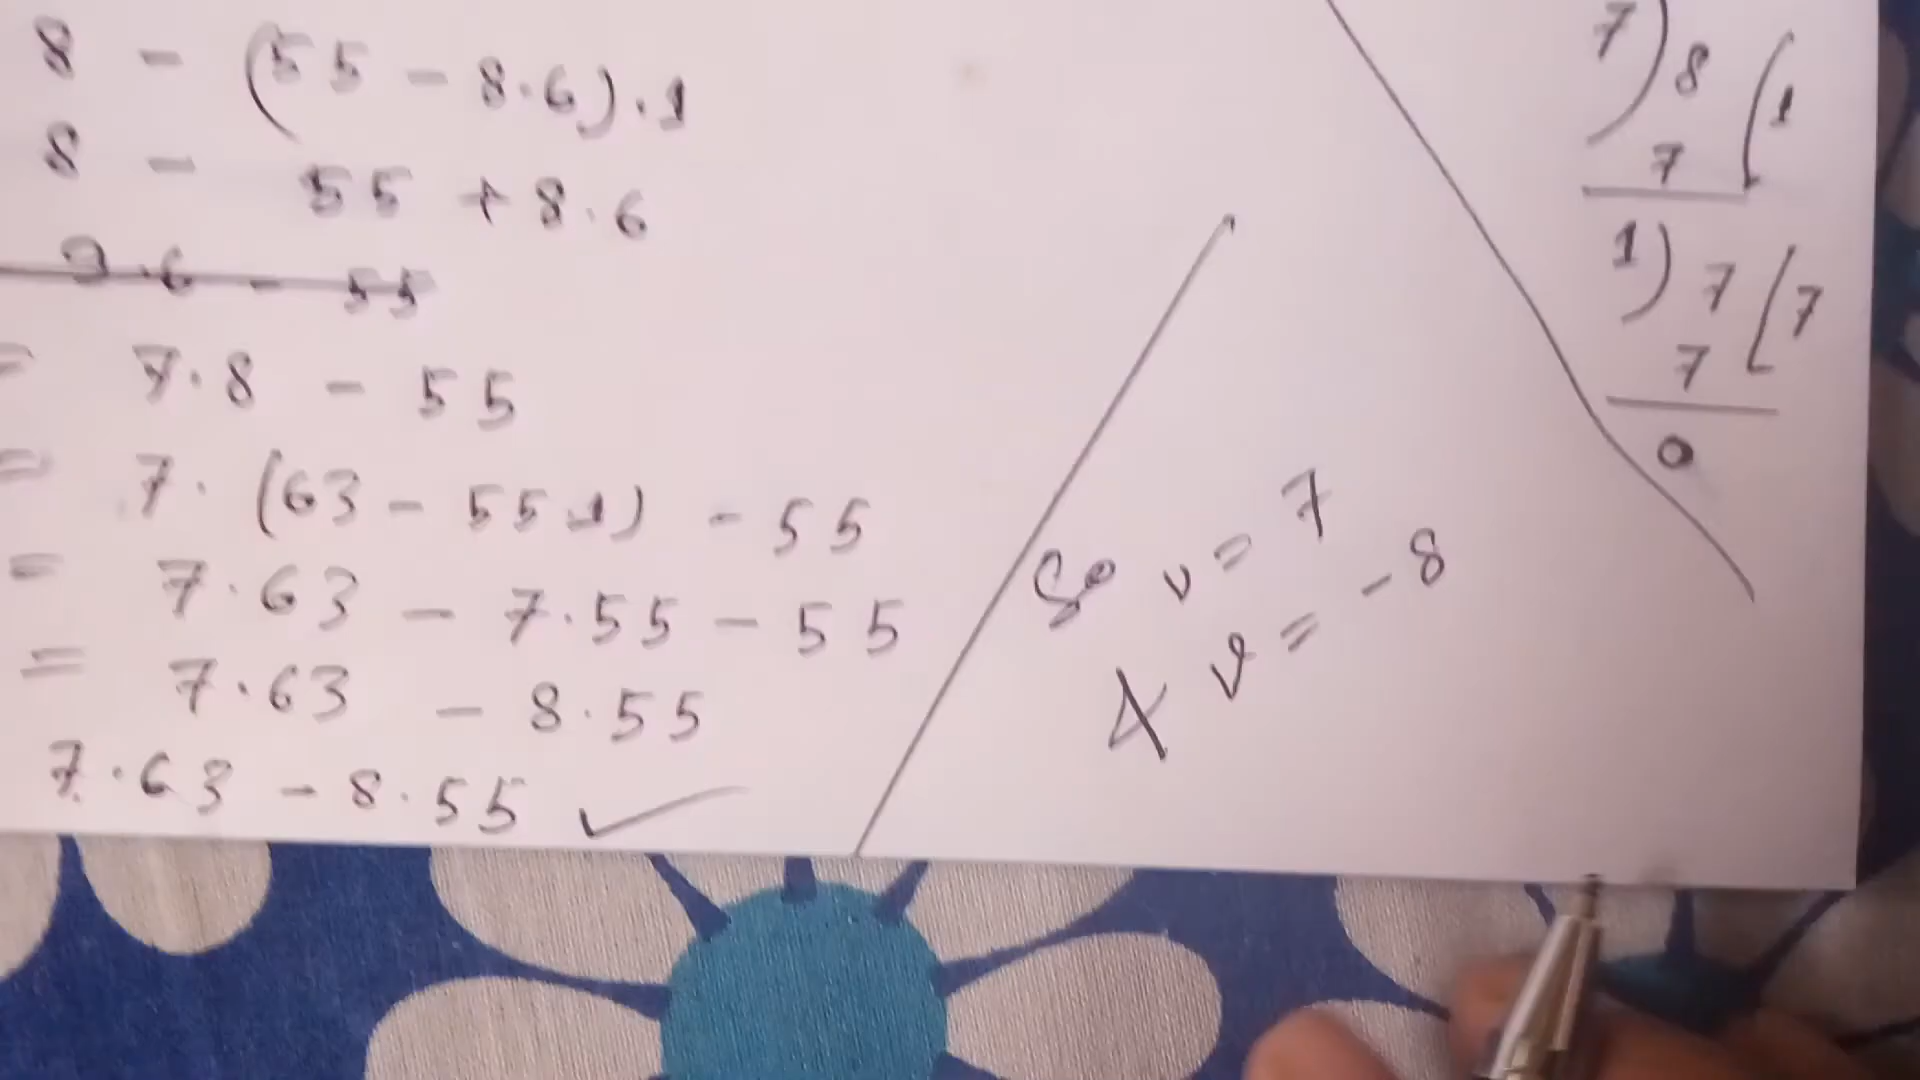 8 - (55 - 8.6).1
8 - 55 + 8.6
= 7.8 - 55
= 7. (63 - 55.1) - 55
= 7.63 - 7.55 - 55
= 7.63 - 8.55
7.63 - 8.55 ✓
So v = 7
v = -8
7) 8 (1
7
1) 7 (7
7
0